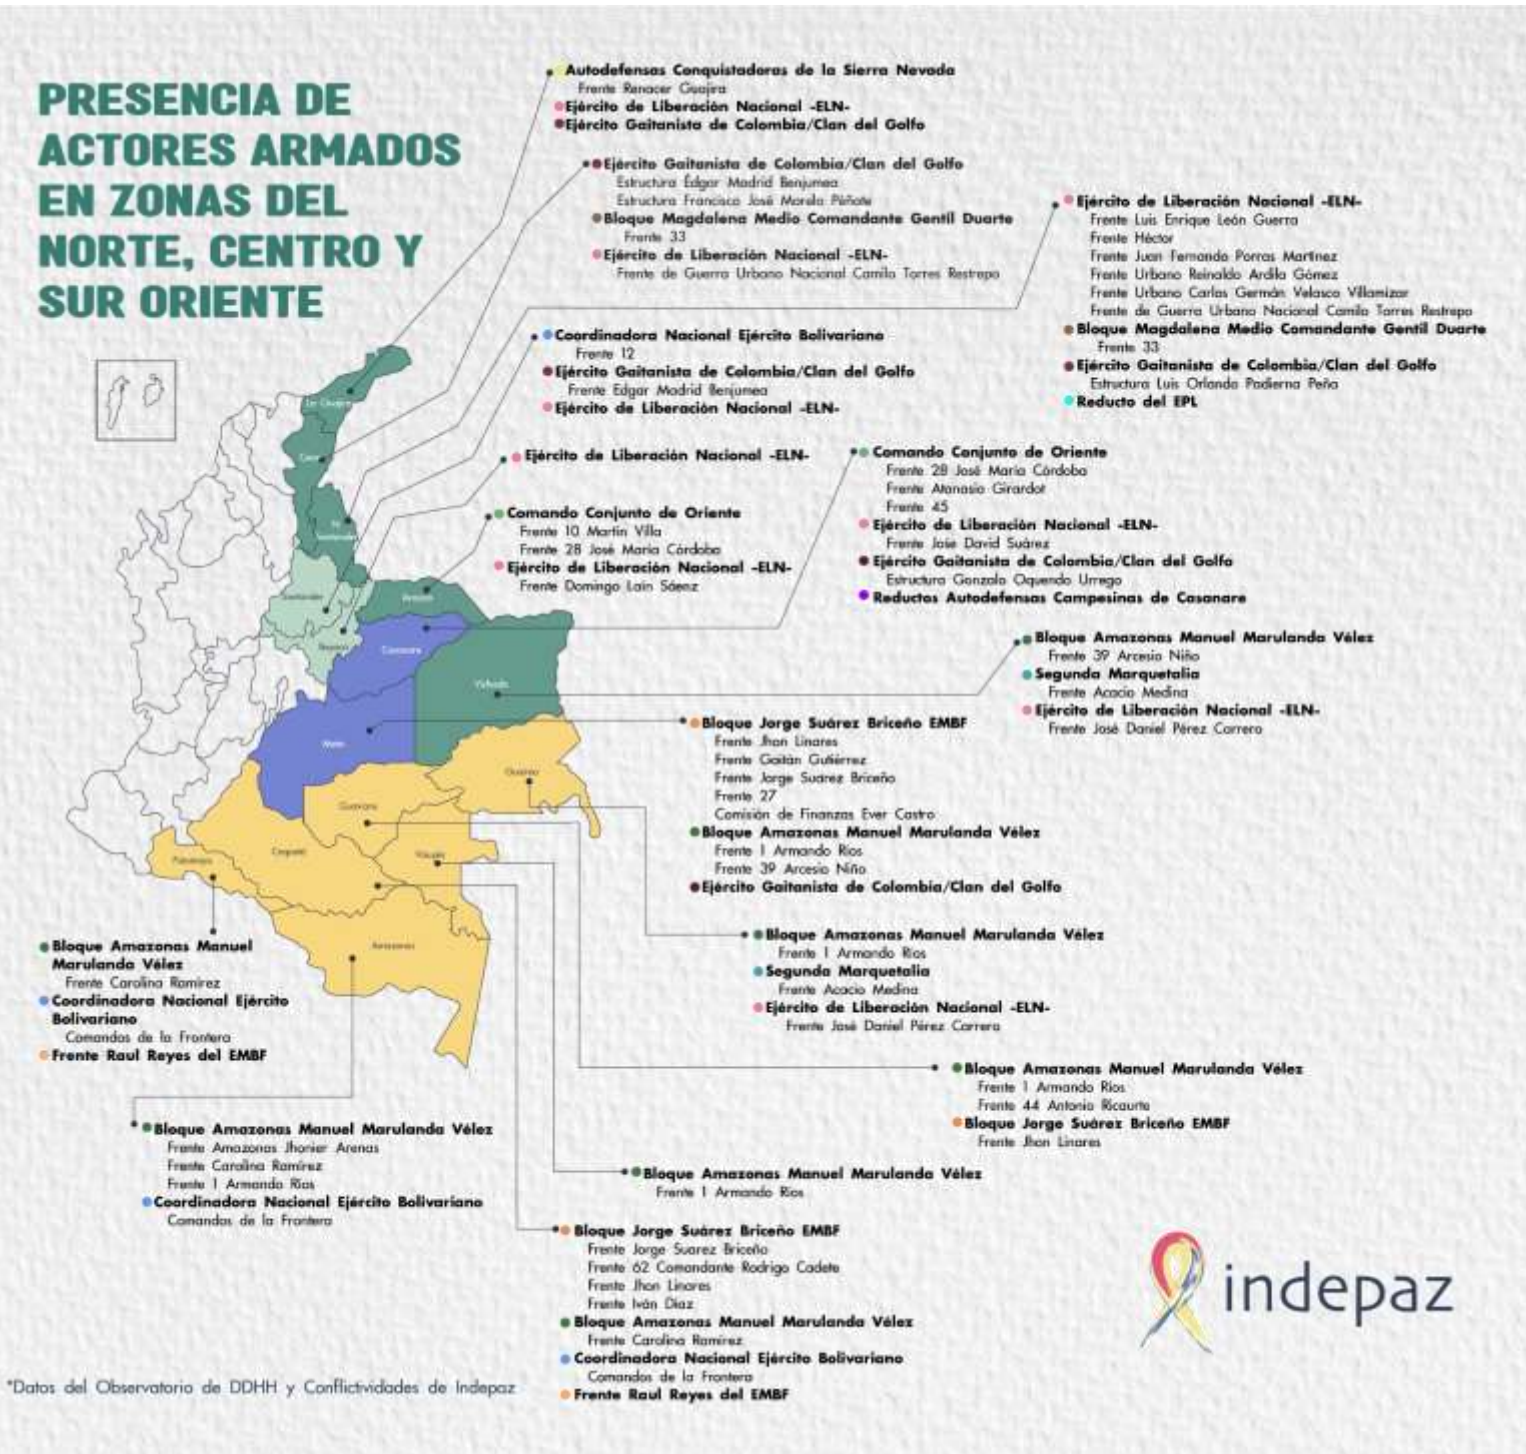 PRESENCIA DE
ACTORES ARMADOS
EN ZONAS DEL
NORTE, CENTRO Y
SUR ORIENTE
Autodefensas Conquistadoras de la Sierra Nevada
Frente Renacer Guajira
Ejército de Liberación Nacional -ELN-
Ejército Gaitanista de Colombia/Clan del Golfo
Ejército Gaitanista de Colombia/Clan del Golfo
Estructura Édgar Madrid Benjumea
Estructura Francisco José Morelo Peñate
Bloque Magdalena Medio Comandante Gentil Duarte
Frente 33
Ejército de Liberación Nacional -ELN-
Frente de Guerra Urbano Nacional Camilo Torres Restrepo
Ejército de Liberación Nacional -ELN-
Frente Luis Enrique León Guerra
Frente Héctor
Frente Juan Fernando Porras Martínez
Frente Urbano Reinaldo Ardila Gómez
Frente Urbano Carlos Germán Velasco Villamizar
Frente de Guerra Urbano Nacional Camilo Torres Restrepo
Bloque Magdalena Medio Comandante Gentil Duarte
Frente 33
Ejército Gaitanista de Colombia/Clan del Golfo
Estructura Luis Orlando Padierna Peña
Reducto del EPL
Coordinadora Nacional Ejército Bolivariano
Frente 12
Ejército Gaitanista de Colombia/Clan del Golfo
Frente Edgar Madrid Benjumea
Ejército de Liberación Nacional -ELN-
Ejército de Liberación Nacional -ELN-
Comando Conjunto de Oriente
Frente 10 Martín Villa
Frente 28 José María Córdoba
Ejército de Liberación Nacional -ELN-
Frente Domingo Laín Sáenz
Comando Conjunto de Oriente
Frente 28 José María Córdoba
Frente Atanasio Girardot
Frente 45
Ejército de Liberación Nacional -ELN-
Frente José David Suárez
Ejército Gaitanista de Colombia/Clan del Golfo
Estructura Gonzalo Oquendo Urrego
Reductos Autodefensas Campesinas de Casanare
Bloque Amazonas Manuel Marulanda Vélez
Frente 39 Arcesio Niño
Segunda Marquetalia
Frente Acacio Medina
Ejército de Liberación Nacional -ELN-
Frente José Daniel Pérez Carrero
Bloque Jorge Suárez Briceño EMBF
Frente Jhon Linares
Frente Gaitán Gutiérrez
Frente Jorge Suárez Briceño
Frente 27
Comisión de Finanzas Ever Castro
Bloque Amazonas Manuel Marulanda Vélez
Frente 1 Armando Ríos
Frente 39 Arcesio Niño
Ejército Gaitanista de Colombia/Clan del Golfo
Bloque Amazonas Manuel Marulanda Vélez
Frente 1 Armando Ríos
Segunda Marquetalia
Frente Acacio Medina
Ejército de Liberación Nacional -ELN-
Frente José Daniel Pérez Carrero
Bloque Amazonas Manuel Marulanda Vélez
Frente 1 Armando Ríos
Frente 44 Antonio Ricaurte
Bloque Jorge Suárez Briceño EMBF
Frente Jhon Linares
Bloque Amazonas Manuel Marulanda Vélez
Frente 1 Armando Ríos
Bloque Jorge Suárez Briceño EMBF
Frente Jorge Suarez Briceño
Frente 62 Comandante Rodrigo Cadete
Frente Jhon Linares
Frente Iván Díaz
Bloque Amazonas Manuel Marulanda Vélez
Frente Carolina Ramírez
Coordinadora Nacional Ejército Bolivariano
Comandos de la Frontera
Frente Raul Reyes del EMBF
Bloque Amazonas Manuel
Marulanda Vélez
Frente Carolina Ramírez
Coordinadora Nacional Ejército
Bolivariano
Comandos de la Frontera
Frente Raul Reyes del EMBF
Bloque Amazonas Manuel Marulanda Vélez
Frente Amazonas Jhonier Arenas
Frente Carolina Ramírez
Frente 1 Armando Ríos
Coordinadora Nacional Ejército Bolivariano
Comandos de la Frontera
La Guajira
Cesar
Santander
Boyacá
Arauca
Casanare
Vichada
Meta
Guainía
Guaviare
Vaupés
Caquetá
Putumayo
Amazonas
indepaz
*Datos del Observatorio de DDHH y Conflictividades de Indepaz